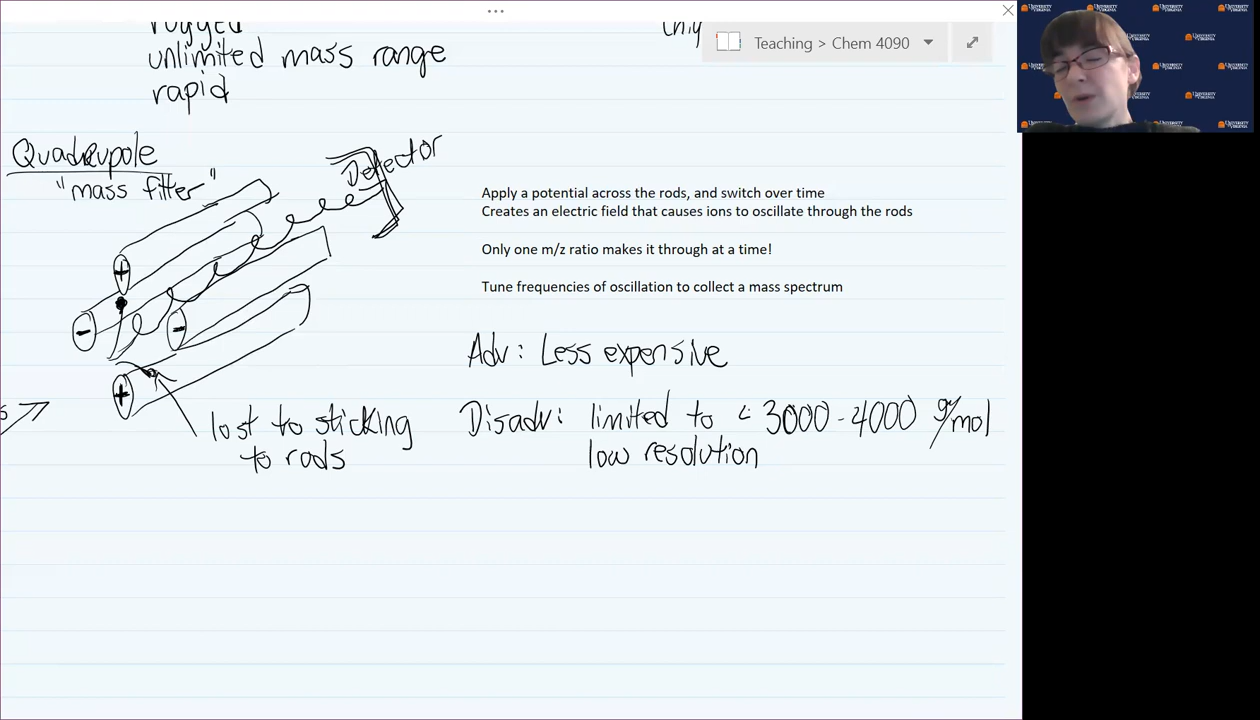 rugged
unlimited mass range
rapid
only
Teaching > Chem 4090
Quadrupole
"mass filter"
Detector
+
-
-
+
lost to sticking
to rods
Apply a potential across the rods, and switch over time
Creates an electric field that causes ions to oscillate through the rods
Only one m/z ratio makes it through at a time!
Tune frequencies of oscillation to collect a mass spectrum
Adv: Less expensive
Disadv: limited to < 3000 - 4000 g/mol
low resolution